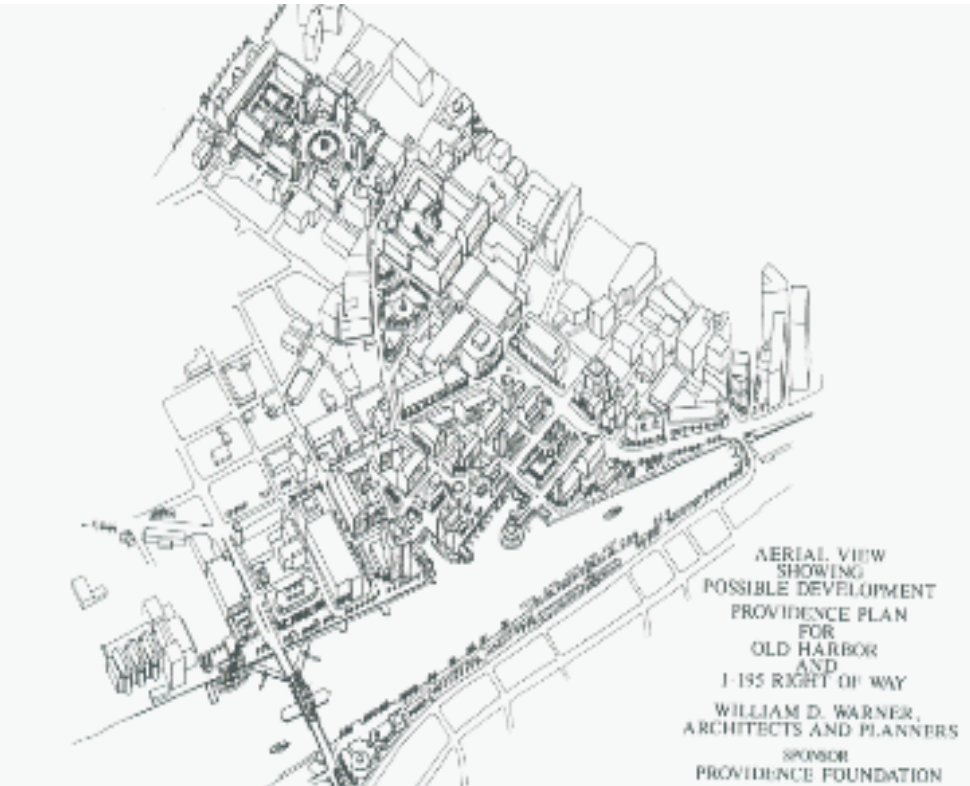 AERIAL VIEW
SHOWING
POSSIBLE DEVELOPMENT
PROVIDENCE PLAN
FOR
OLD HARBOR
AND
I-195 RIGHT OF WAY
WILLIAM D. WARNER,
ARCHITECTS AND PLANNERS
SPONSOR
PROVIDENCE FOUNDATION